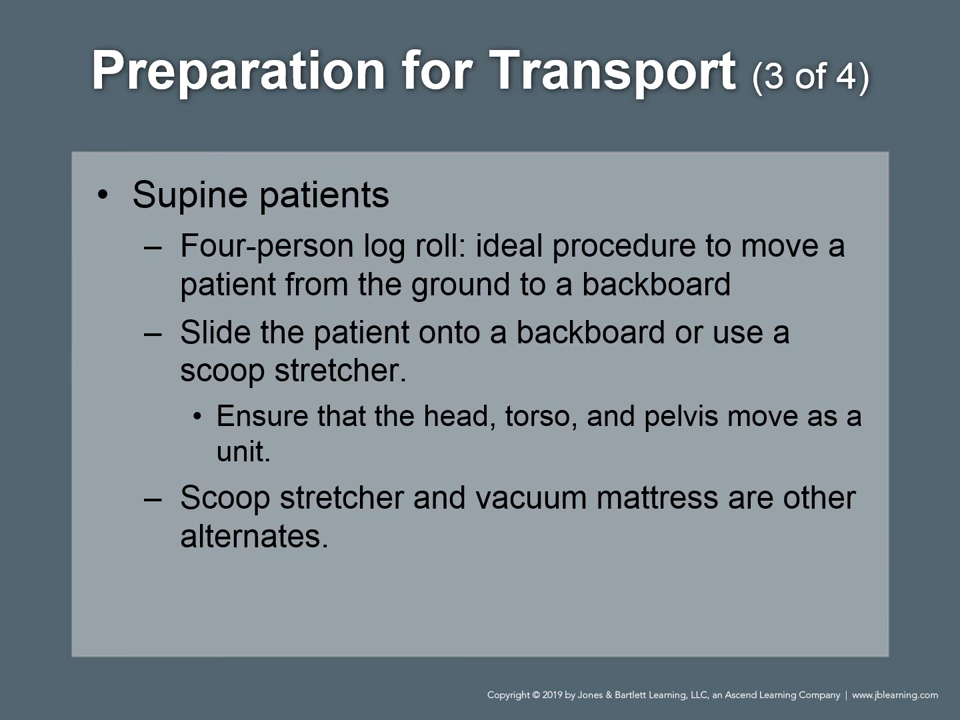 Preparation for Transport (3 of 4)
• Supine patients
– Four-person log roll: ideal procedure to move a
patient from the ground to a backboard
– Slide the patient onto a backboard or use a
scoop stretcher.
• Ensure that the head, torso, and pelvis move as a
unit.
– Scoop stretcher and vacuum mattress are other
alternates.
Copyright © 2019 by Jones & Bartlett Learning, LLC, an Ascend Learning Company | www.jblearning.com